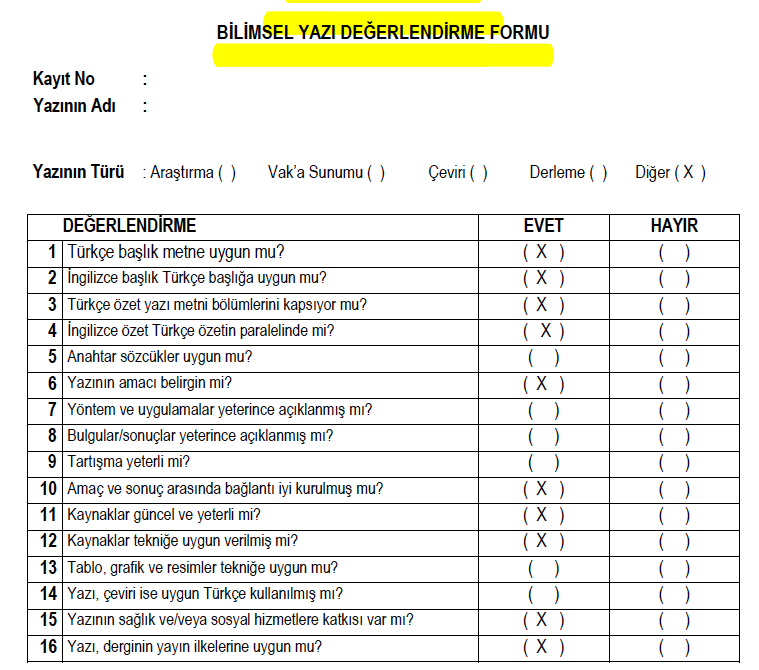 BİLİMSEL YAZI DEĞERLENDİRME FORMU
Kayıt No :
Yazının Adı :
Yazının Türü : Araştırma ( ) Vak'a Sunumu ( ) Çeviri ( ) Derleme ( ) Diğer ( X )
DEĞERLENDİRME EVET HAYIR
1 Türkçe başlık metne uygun mu? ( X ) ( )
2 İngilizce başlık Türkçe başlığa uygun mu? ( X ) ( )
3 Türkçe özet yazı metni bölümlerini kapsıyor mu? ( X ) ( )
4 İngilizce özet Türkçe özetin paralelinde mi? ( X ) ( )
5 Anahtar sözcükler uygun mu? ( ) ( )
6 Yazının amacı belirgin mi? ( X ) ( )
7 Yöntem ve uygulamalar yeterince açıklanmış mı? ( ) ( )
8 Bulgular/sonuçlar yeterince açıklanmış mı? ( ) ( )
9 Tartışma yeterli mi? ( ) ( )
10 Amaç ve sonuç arasında bağlantı iyi kurulmuş mu? ( X ) ( )
11 Kaynaklar güncel ve yeterli mi? ( X ) ( )
12 Kaynaklar tekniğe uygun verilmiş mi? ( X ) ( )
13 Tablo, grafik ve resimler tekniğe uygun mu? ( ) ( )
14 Yazı, çeviri ise uygun Türkçe kullanılmış mı? ( ) ( )
15 Yazının sağlık ve/veya sosyal hizmetlere katkısı var mı? ( X ) ( )
16 Yazı, derginin yayın ilkelerine uygun mu? ( X ) ( )